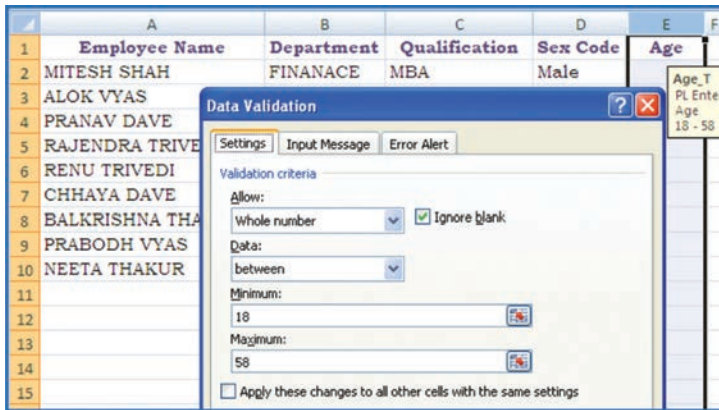 A B C D E F
1 Employee Name Department Qualification Sex Code Age
2 MITESH SHAH FINANACE MBA Male
3 ALOK VYAS
4 PRANAV DAVE
5 RAJENDRA TRIVE
6 RENU TRIVEDI
7 CHHAYA DAVE
8 BALKRISHNA THA
9 PRABODH VYAS
10 NEETA THAKUR
11
12
13
14
15
Age_T
PL Ente
Age
18 - 58
Data Validation
Settings Input Message Error Alert
Validation criteria
Allow:
Whole number Ignore blank
Data:
between
Minimum:
18
Maximum:
58
Apply these changes to all other cells with the same settings